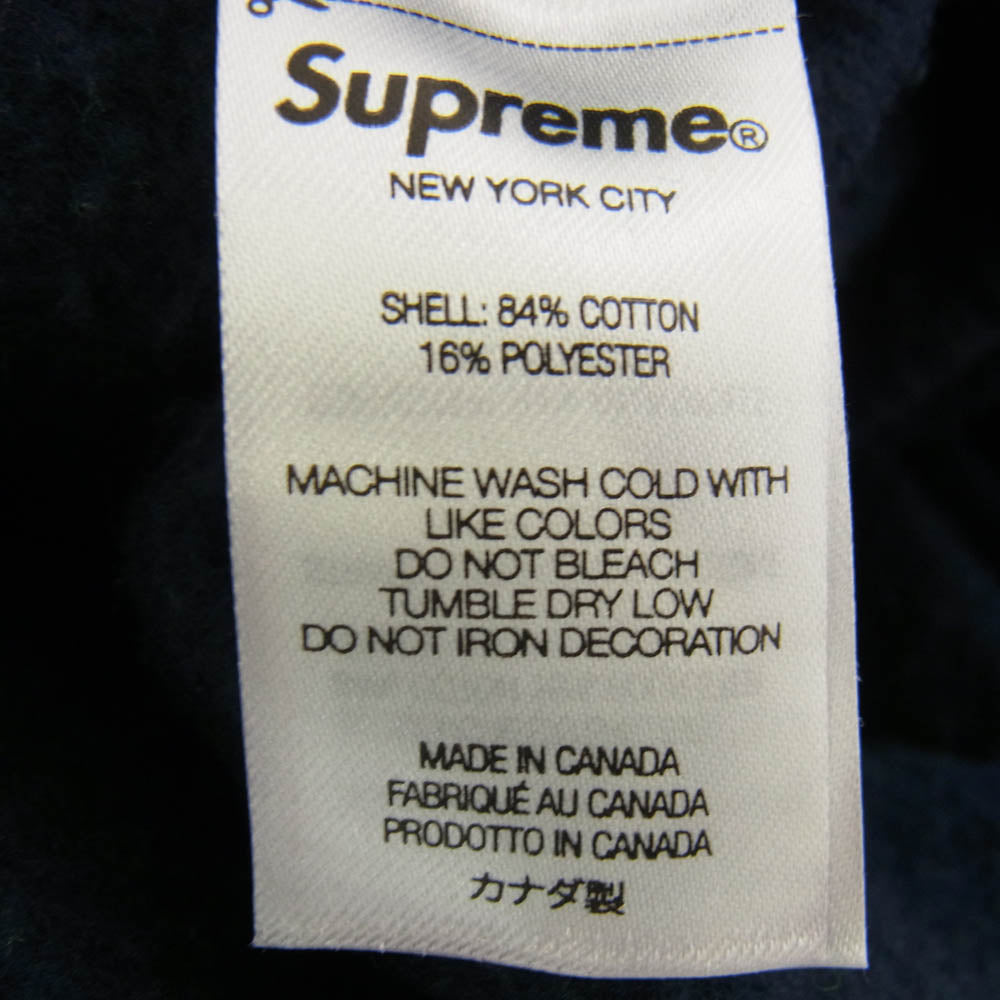 Supreme®
NEW YORK CITY
SHELL: 84% COTTON
16% POLYESTER
MACHINE WASH COLD WITH
LIKE COLORS
DO NOT BLEACH
TUMBLE DRY LOW
DO NOT IRON DECORATION
MADE IN CANADA
FABRIQUÉ AU CANADA
PRODOTTO IN CANADA
カナダ製